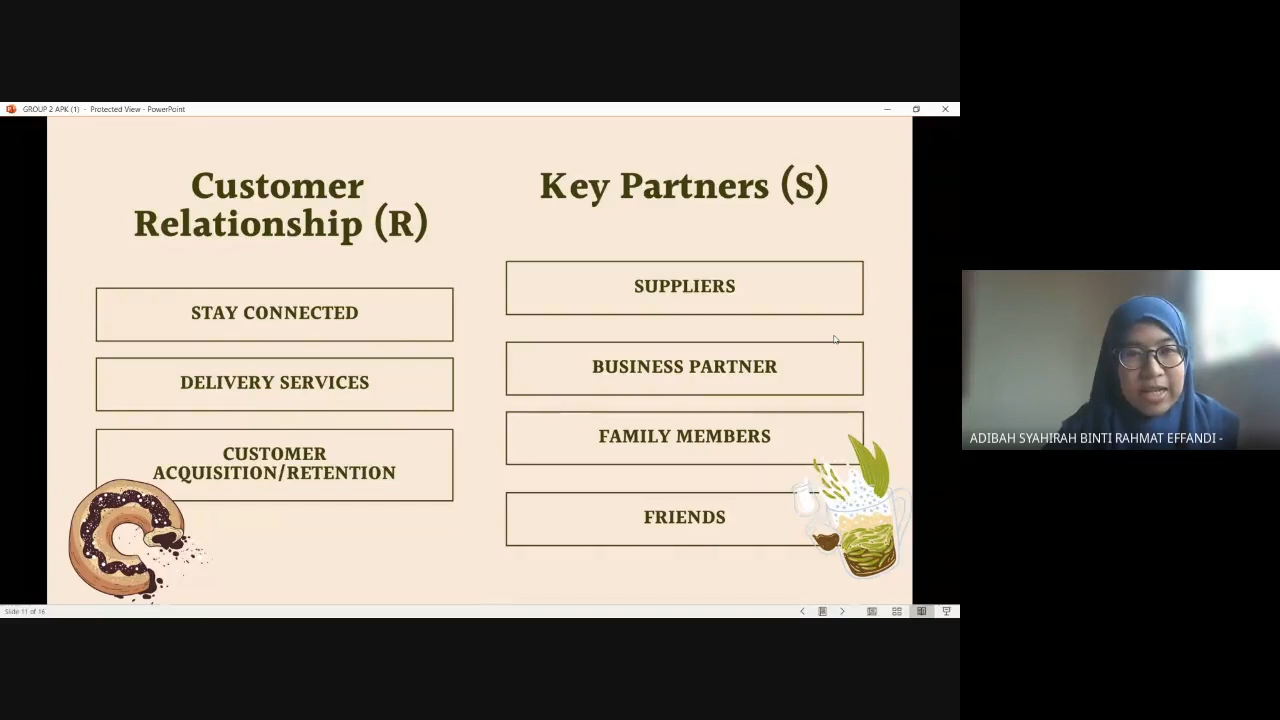 GROUP 2 APK (1) - Protected View - PowerPoint
Customer
Relationship (R)
STAY CONNECTED
DELIVERY SERVICES
CUSTOMER
ACQUISITION/RETENTION
Key Partners (S)
SUPPLIERS
BUSINESS PARTNER
FAMILY MEMBERS
FRIENDS
ADIBAH SYAHIRAH BINTI RAHMAT EFFANDI -
Slide 11 of 16